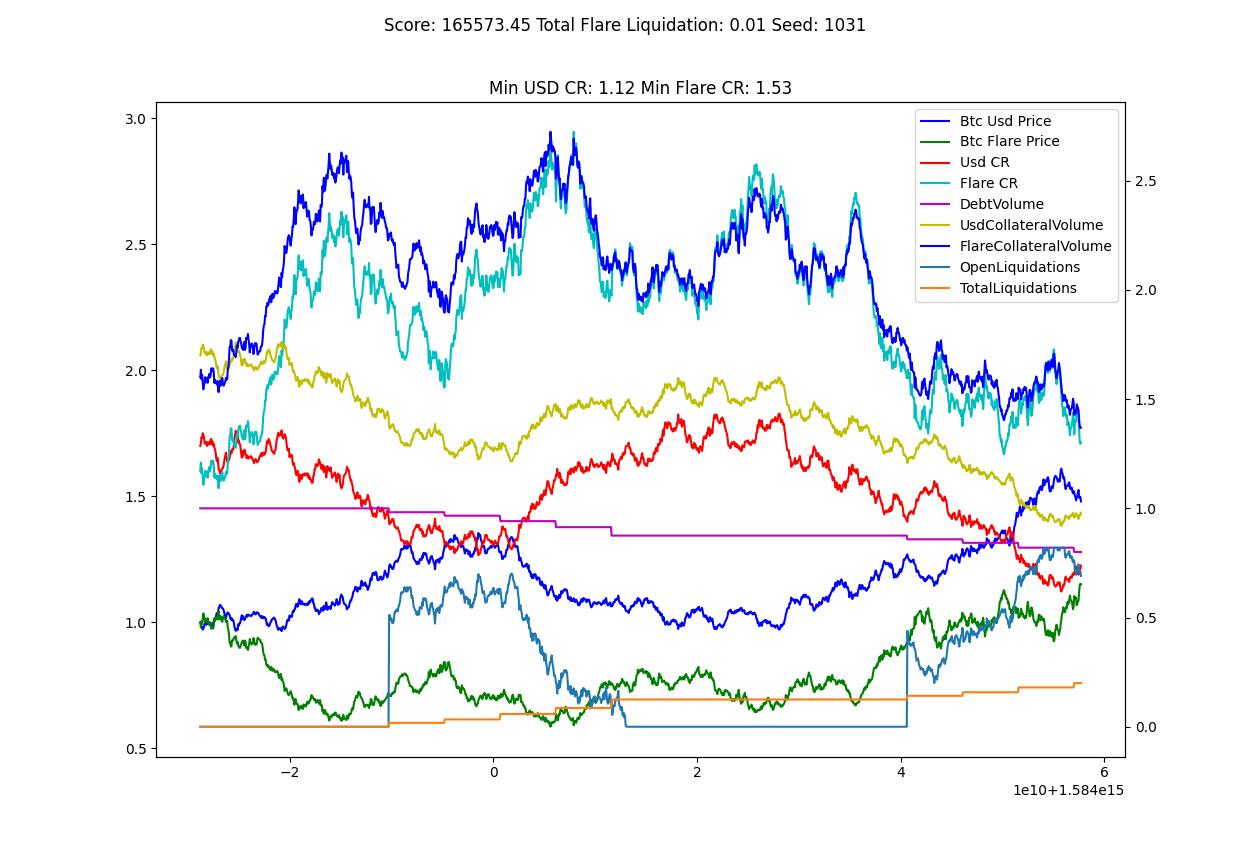 Score: 165573.45 Total Flare Liquidation: 0.01 Seed: 1031
Min USD CR: 1.12 Min Flare CR: 1.53
3.0
2.5
2.0
1.5
1.0
0.5
Btc Usd Price
Btc Flare Price
Usd CR
Flare CR
DebtVolume
UsdCollateralVolume
FlareCollateralVolume
OpenLiquidations
TotalLiquidations
2.5
2.0
1.5
1.0
0.5
0.0
−2 0 2 4 6
1e10+1.584e15